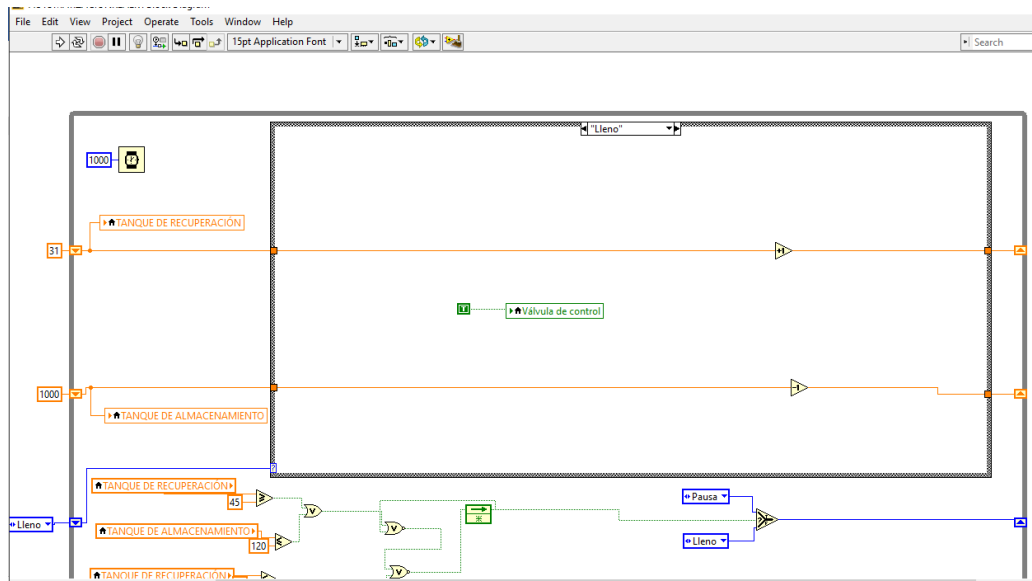 File Edit View Project Operate Tools Window Help
15pt Application Font
Search
"Lleno"
1000
TANQUE DE RECUPERACIÓN
31
+1
T
Válvula de control
1000
-1
TANQUE DE ALMACENAMIENTO
?
TANQUE DE RECUPERACIÓN
45
≥
V
Pausa
Lleno
TANQUE DE ALMACENAMIENTO
120
≤
V
Lleno
V
TANQUE DE RECUPERACIÓN